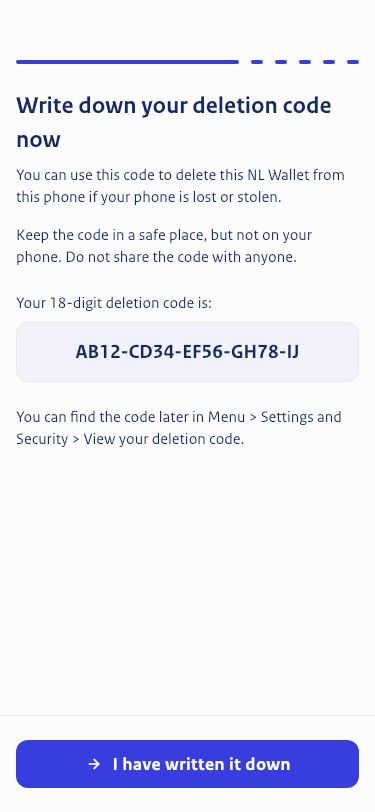 Write down your deletion code
now
You can use this code to delete this NL Wallet from
this phone if your phone is lost or stolen.
Keep the code in a safe place, but not on your
phone. Do not share the code with anyone.
Your 18-digit deletion code is:
AB12-CD34-EF56-GH78-IJ
You can find the code later in Menu > Settings and
Security > View your deletion code.
→ I have written it down